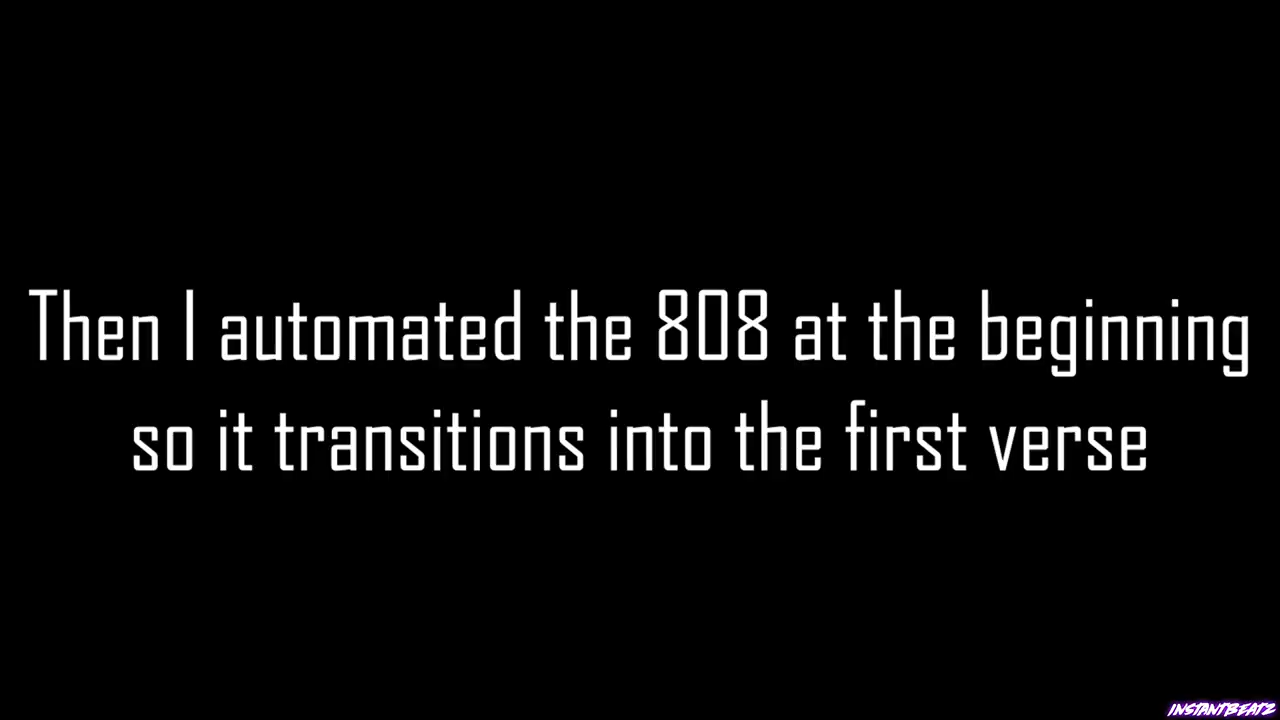 Then I automated the 808 at the beginning
so it transitions into the first verse
INSTANTBEATZ